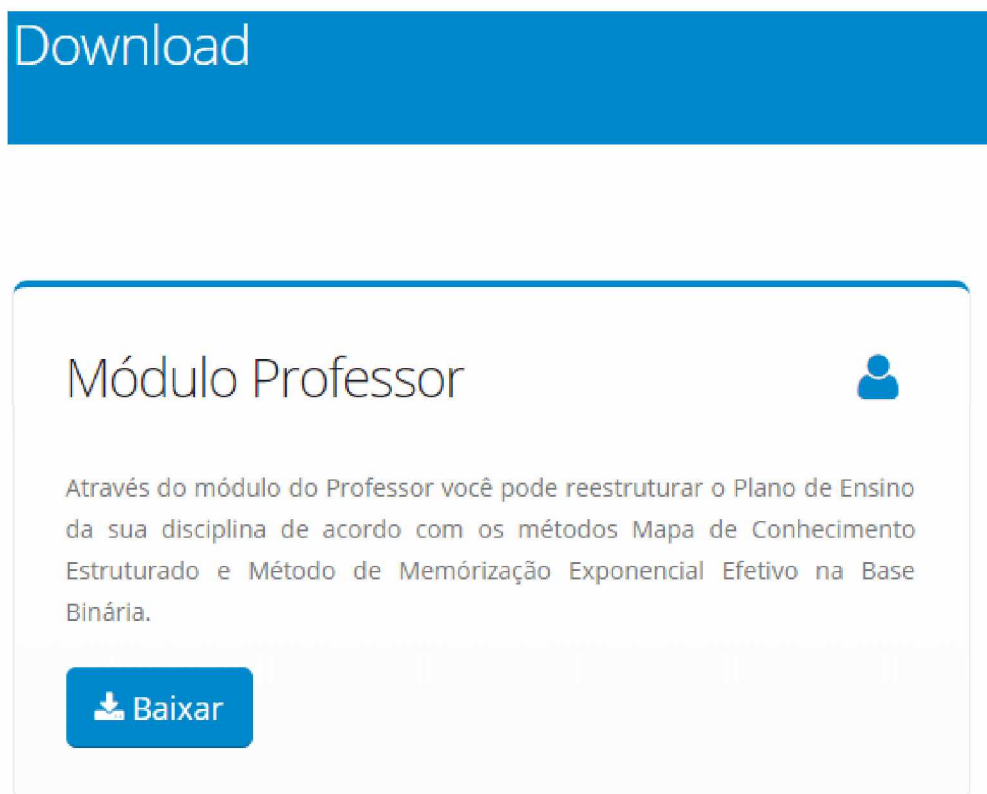 Download
Módulo Professor
Através do módulo do Professor você pode reestruturar o Plano de Ensino
da sua disciplina de acordo com os métodos Mapa de Conhecimento
Estruturado e Método de Memórização Exponencial Efetivo na Base
Binária.
Baixar